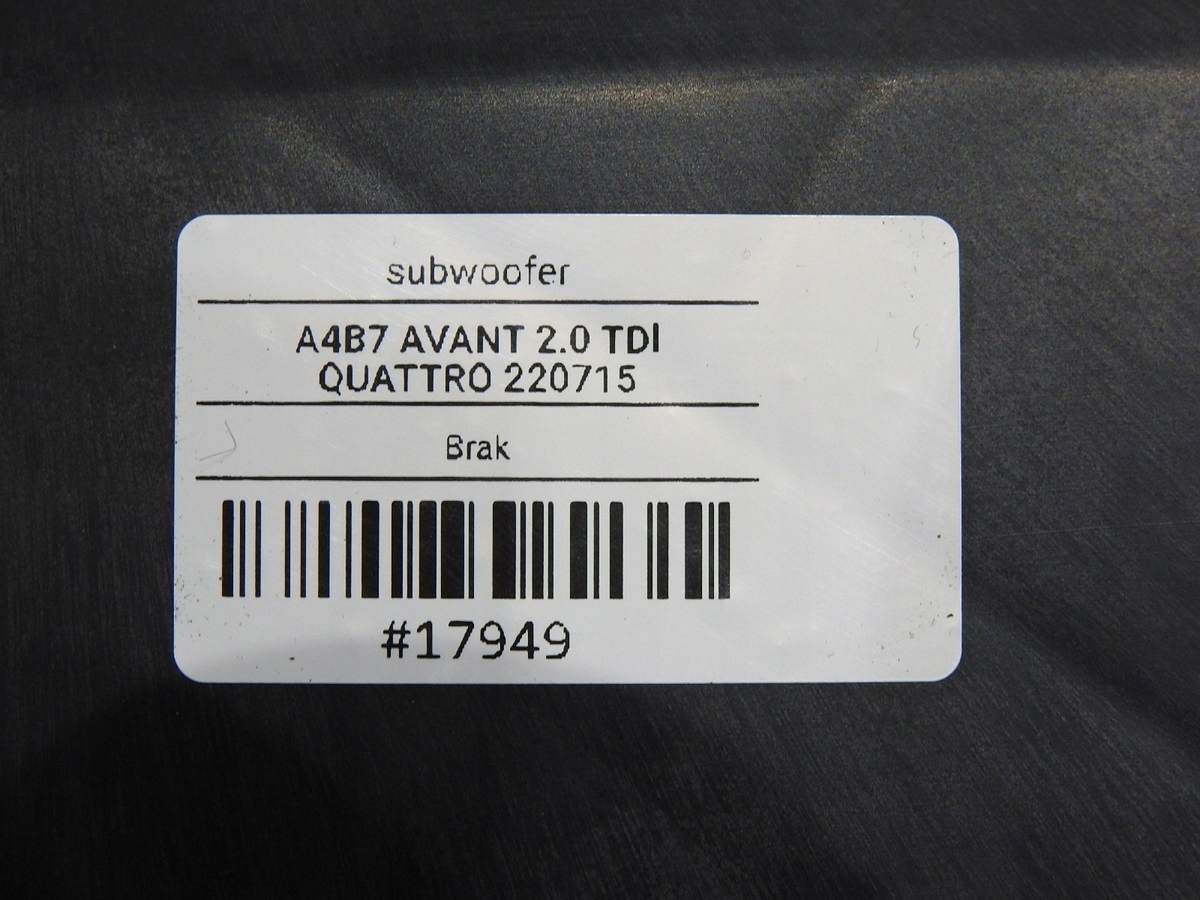 subwoofer
A4B7 AVANT 2.0 TDI
QUATTRO 220715
Brak
#17949